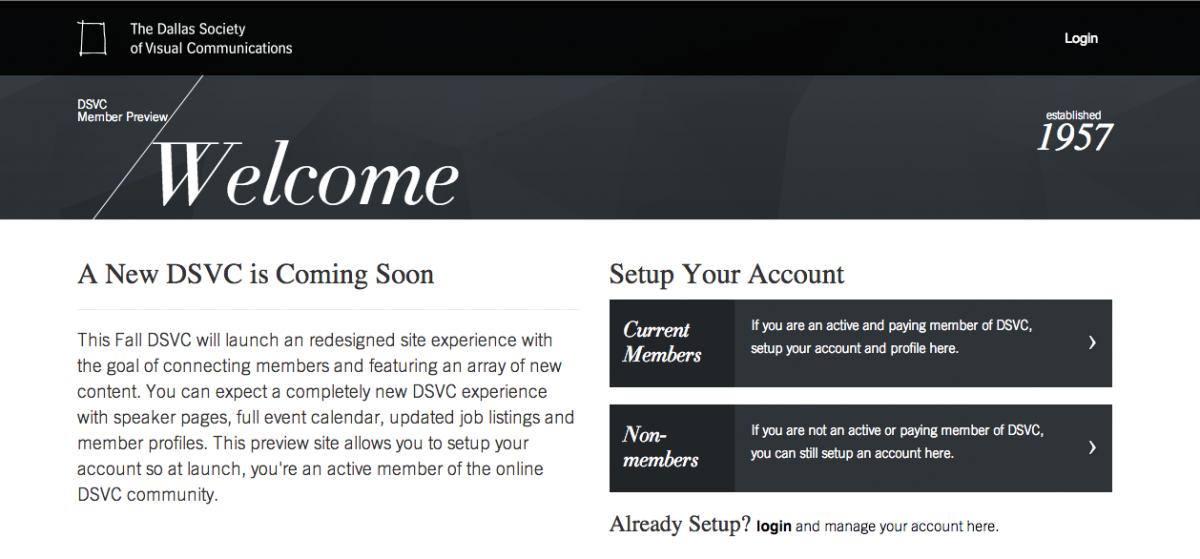 The Dallas Society
of Visual Communications
Login
DSVC
Member Preview
Welcome
established
1957
A New DSVC is Coming Soon
This Fall DSVC will launch an redesigned site experience with
the goal of connecting members and featuring an array of new
content. You can expect a completely new DSVC experience
with speaker pages, full event calendar, updated job listings and
member profiles. This preview site allows you to setup your
account so at launch, you're an active member of the online
DSVC community.
Setup Your Account
Current
Members
If you are an active and paying member of DSVC,
setup your account and profile here.
Non-
members
If you are not an active or paying member of DSVC,
you can still setup an account here.
Already Setup? login and manage your account here.